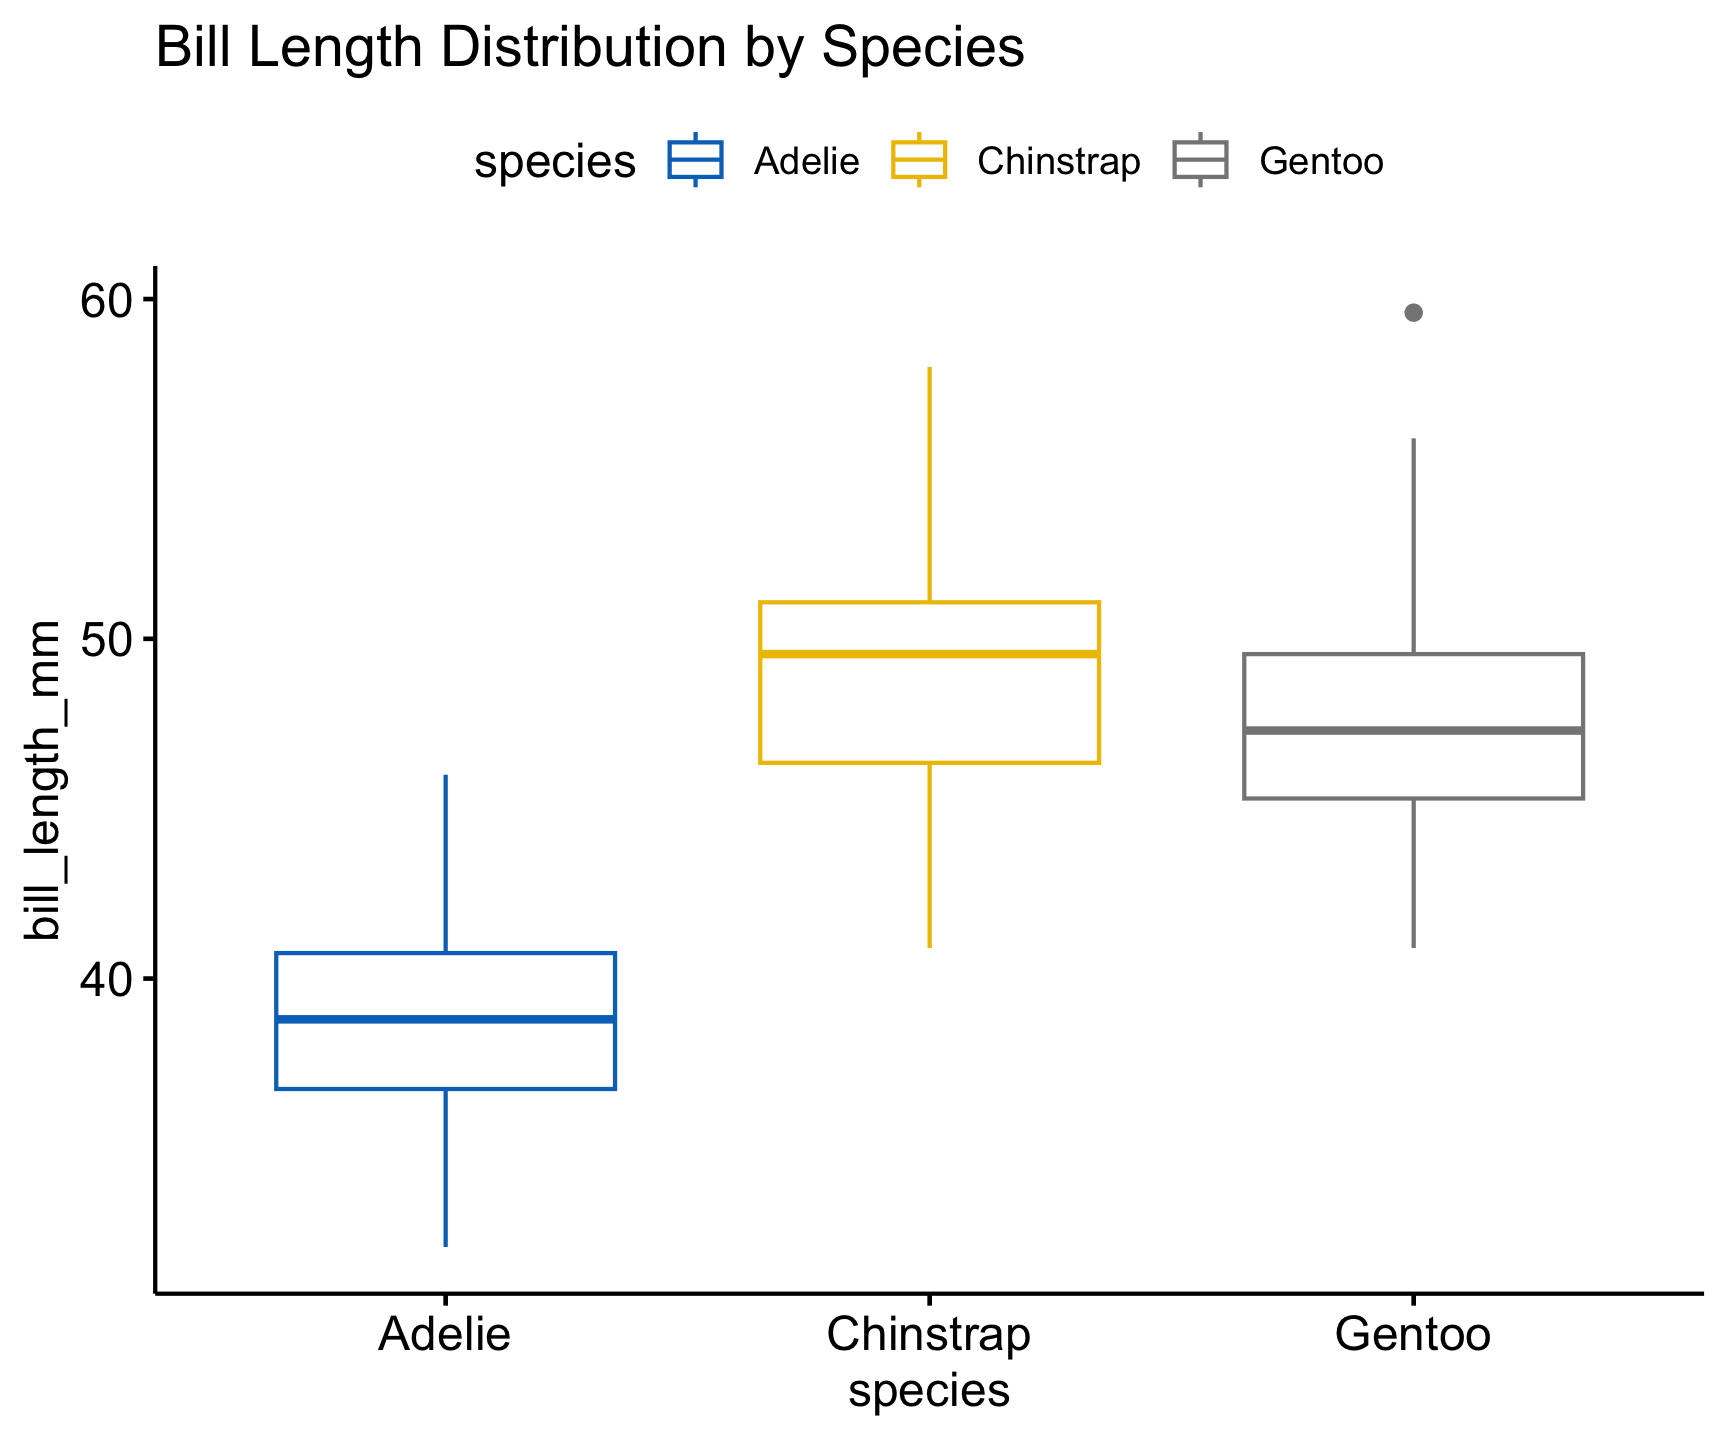 Bill Length Distribution by Species
species Adelie Chinstrap Gentoo
60
50
40
bill_length_mm
Adelie Chinstrap Gentoo
species